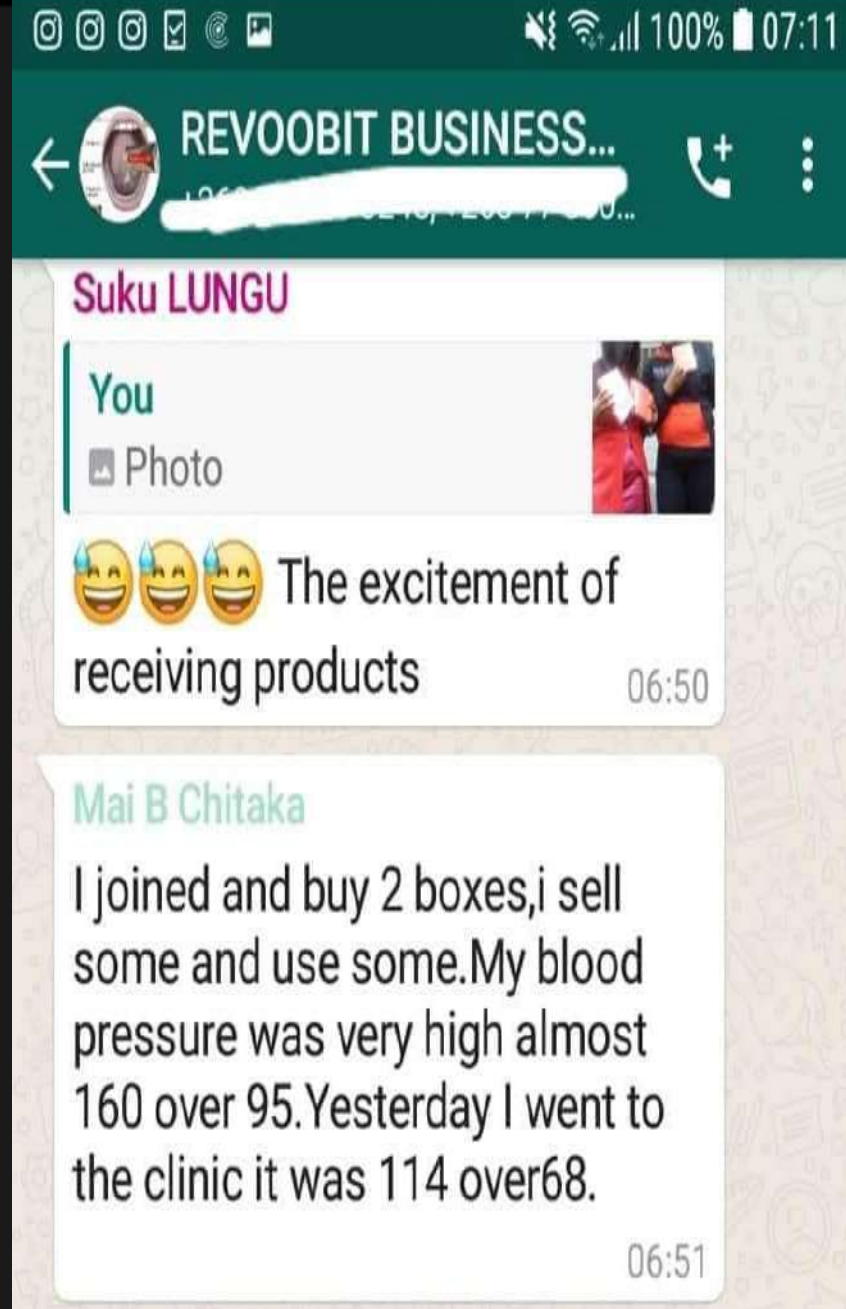 100% 07:11
REVOOBIT BUSINESS...
Suku LUNGU
You
Photo
The excitement of
receiving products
06:50
Mai B Chitaka
I joined and buy 2 boxes,i sell
some and use some.My blood
pressure was very high almost
160 over 95.Yesterday I went to
the clinic it was 114 over68.
06:51